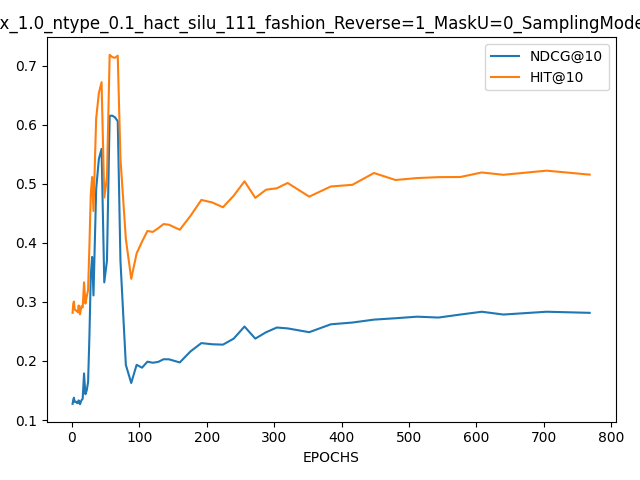 x_1.0_ntype_0.1_hact_silu_111_fashion_Reverse=1_MaskU=0_SamplingMode
NDCG@10
HIT@10
0.7
0.6
0.5
0.4
0.3
0.2
0.1
0 100 200 300 400 500 600 700 800
EPOCHS